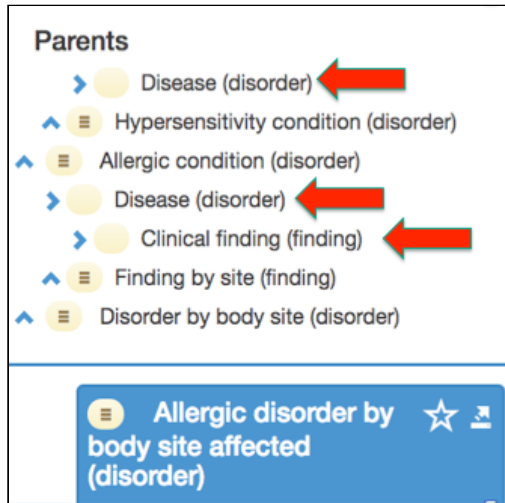 Parents
Disease (disorder)
Hypersensitivity condition (disorder)
Allergic condition (disorder)
Disease (disorder)
Clinical finding (finding)
Finding by site (finding)
Disorder by body site (disorder)
Allergic disorder by
body site affected
(disorder)